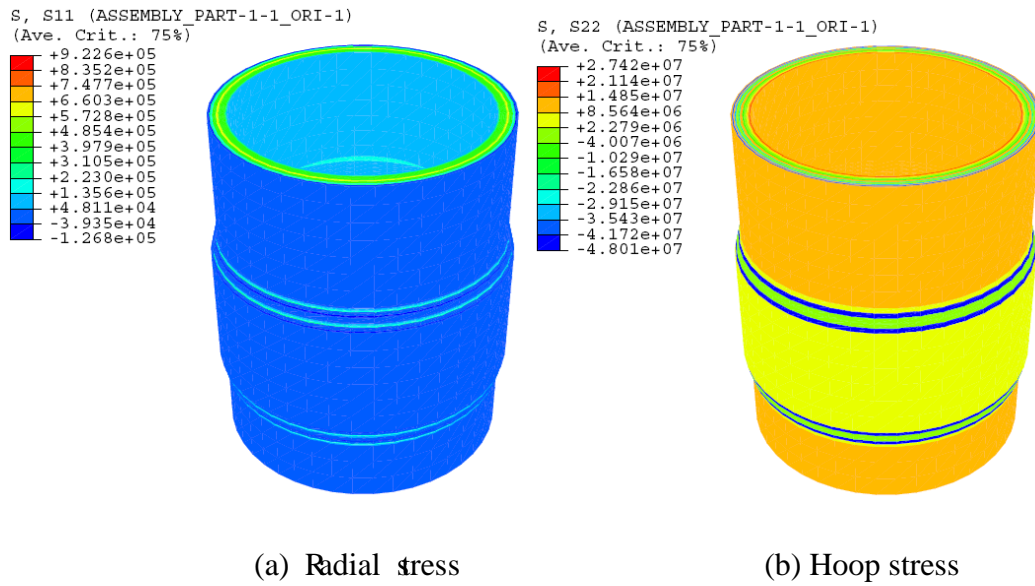 S, S11 (ASSEMBLY_PART-1-1_ORI-1)
(Ave. Crit.: 75%)
+9.226e+05
+8.352e+05
+7.477e+05
+6.603e+05
+5.728e+05
+4.854e+05
+3.979e+05
+3.105e+05
+2.230e+05
+1.356e+05
+4.811e+04
-3.935e+04
-1.268e+05
S, S22 (ASSEMBLY_PART-1-1_ORI-1)
(Ave. Crit.: 75%)
+2.742e+07
+2.114e+07
+1.485e+07
+8.564e+06
+2.279e+06
-4.007e+06
-1.029e+07
-1.658e+07
-2.286e+07
-2.915e+07
-3.543e+07
-4.172e+07
-4.801e+07
(a) Radial stress
(b) Hoop stress